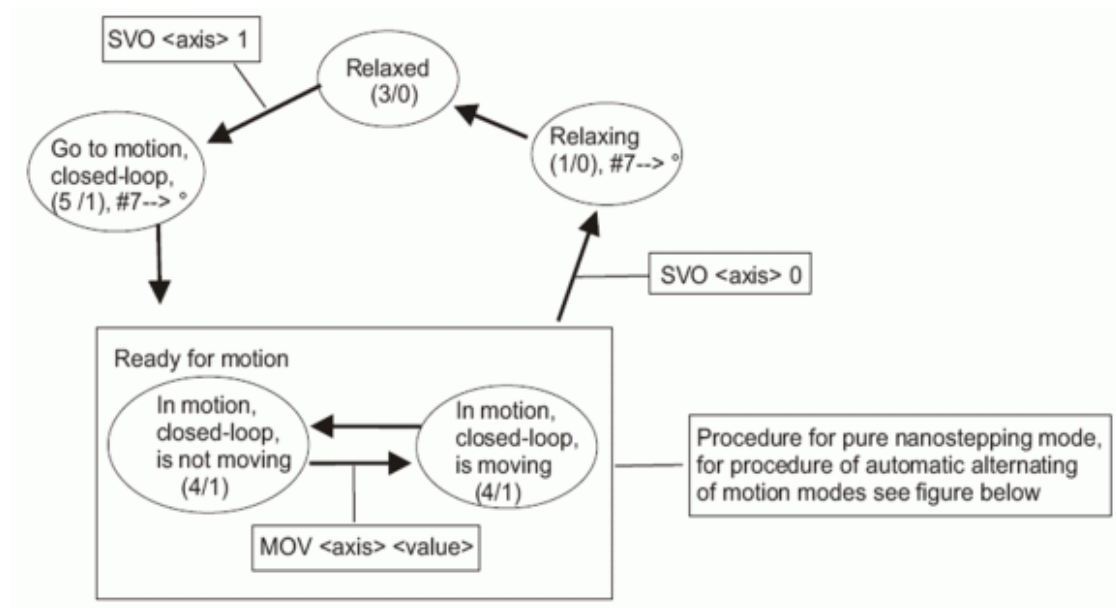 SVO <axis> 1
Relaxed
(3/0)
Go to motion,
closed-loop,
(5 /1), #7--> °
Relaxing
(1/0), #7--> °
SVO <axis> 0
Ready for motion
In motion,
closed-loop,
is not moving
(4/1)
In motion,
closed-loop,
is moving
(4/1)
MOV <axis> <value>
Procedure for pure nanostepping mode,
for procedure of automatic alternating
of motion modes see figure below